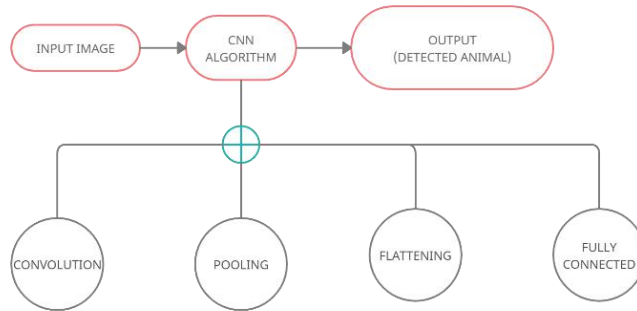 INPUT IMAGE
CNN
ALGORITHM
OUTPUT
(DETECTED ANIMAL)
CONVOLUTION
POOLING
FLATTENING
FULLY
CONNECTED